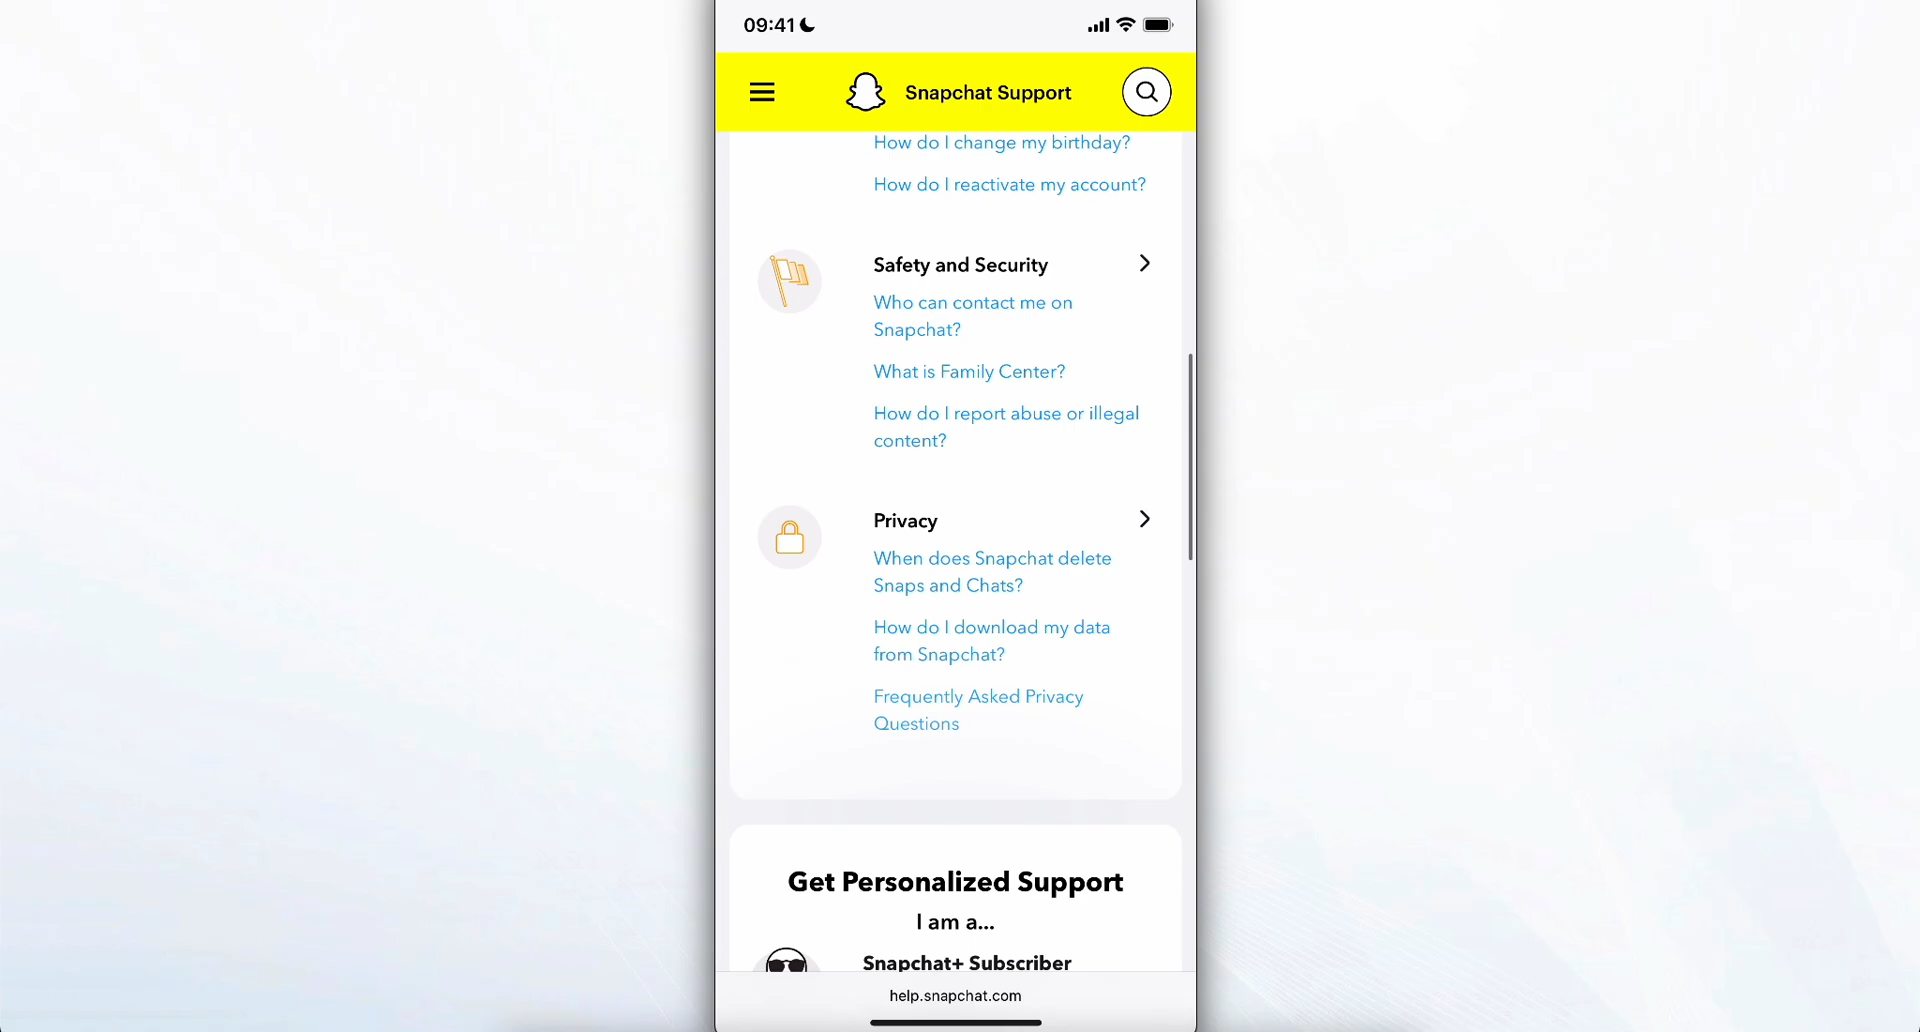 09:41
Snapchat Support
How do I change my birthday?
How do I reactivate my account?
Safety and Security
Who can contact me on
Snapchat?
What is Family Center?
How do I report abuse or illegal
content?
Privacy
When does Snapchat delete
Snaps and Chats?
How do I download my data
from Snapchat?
Frequently Asked Privacy
Questions
Get Personalized Support
I am a...
Snapchat+ Subscriber
help.snapchat.com